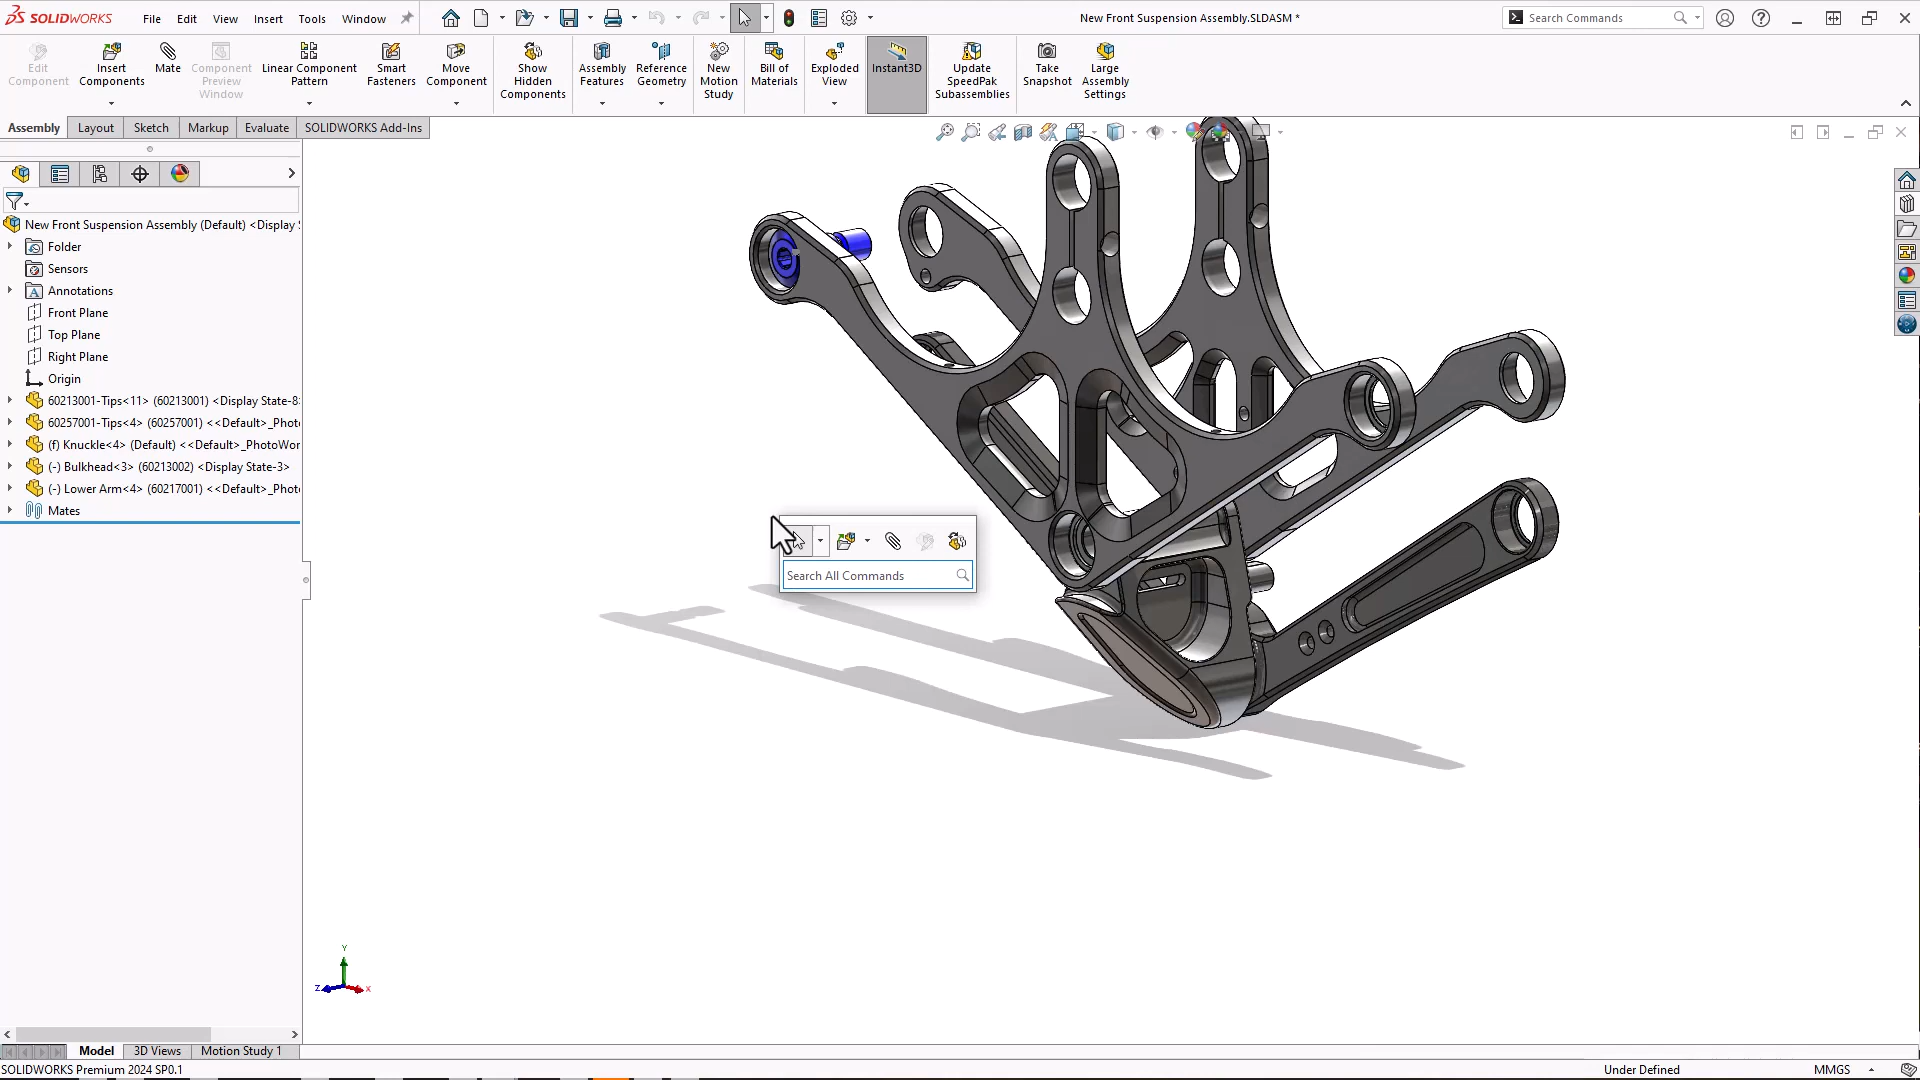 SOLIDWORKS File Edit View Insert Tools Window New Front Suspension Assembly.SLDASM * Search Commands
Edit Component
Insert Components
Mate
Component Preview Window
Linear Component Pattern
Smart Fasteners
Move Component
Show Hidden Components
Assembly Features
Reference Geometry
New Motion Study
Bill of Materials
Exploded View
Instant3D
Update SpeedPak Subassemblies
Take Snapshot
Large Assembly Settings
Assembly Layout Sketch Markup Evaluate SOLIDWORKS Add-Ins
New Front Suspension Assembly (Default) <Display S
Folder
Sensors
Annotations
Front Plane
Top Plane
Right Plane
Origin
60213001-Tips<11> (60213001) <Display State-8
60257001-Tips<4> (60257001) <<Default>_Photo
(f) Knuckle<4> (Default) <<Default>_PhotoWor
(-) Bulkhead<3> (60213002) <Display State-3>
(-) Lower Arm<4> (60217001) <<Default>_Photo
Mates
Search All Commands
Y
Z X
Model 3D Views Motion Study 1
SOLIDWORKS Premium 2024 SP0.1 Under Defined MMGS